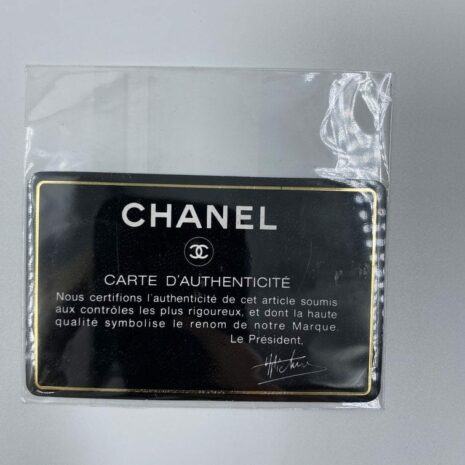 CHANEL
CARTE D'AUTHENTICITÉ
Nous certifions l'authenticité de cet article soumis
aux contrôles les plus rigoureux, et dont la haute
qualité symbolise le renom de notre Marque.
Le Président,